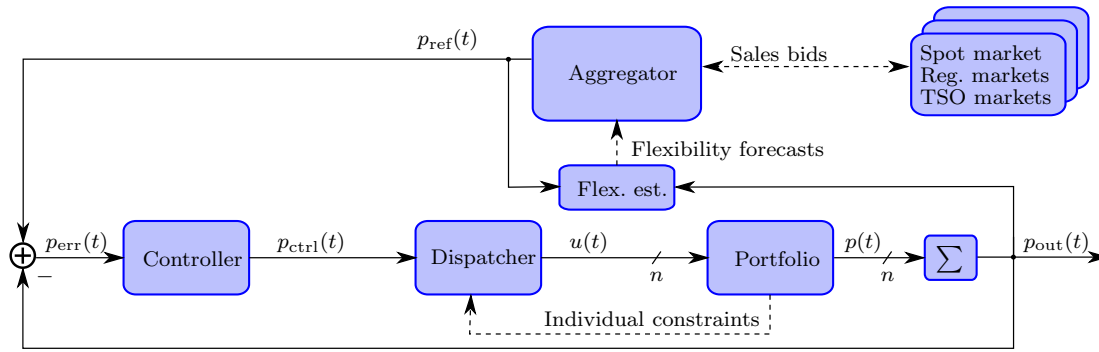 p_ref(t)
Aggregator
Sales bids
Spot market
Reg. markets
TSO markets
Flexibility forecasts
Flex. est.
+
p_err(t)
−
Controller
p_ctrl(t)
Dispatcher
u(t)
n
Portfolio
p(t)
n
∑
p_out(t)
Individual constraints